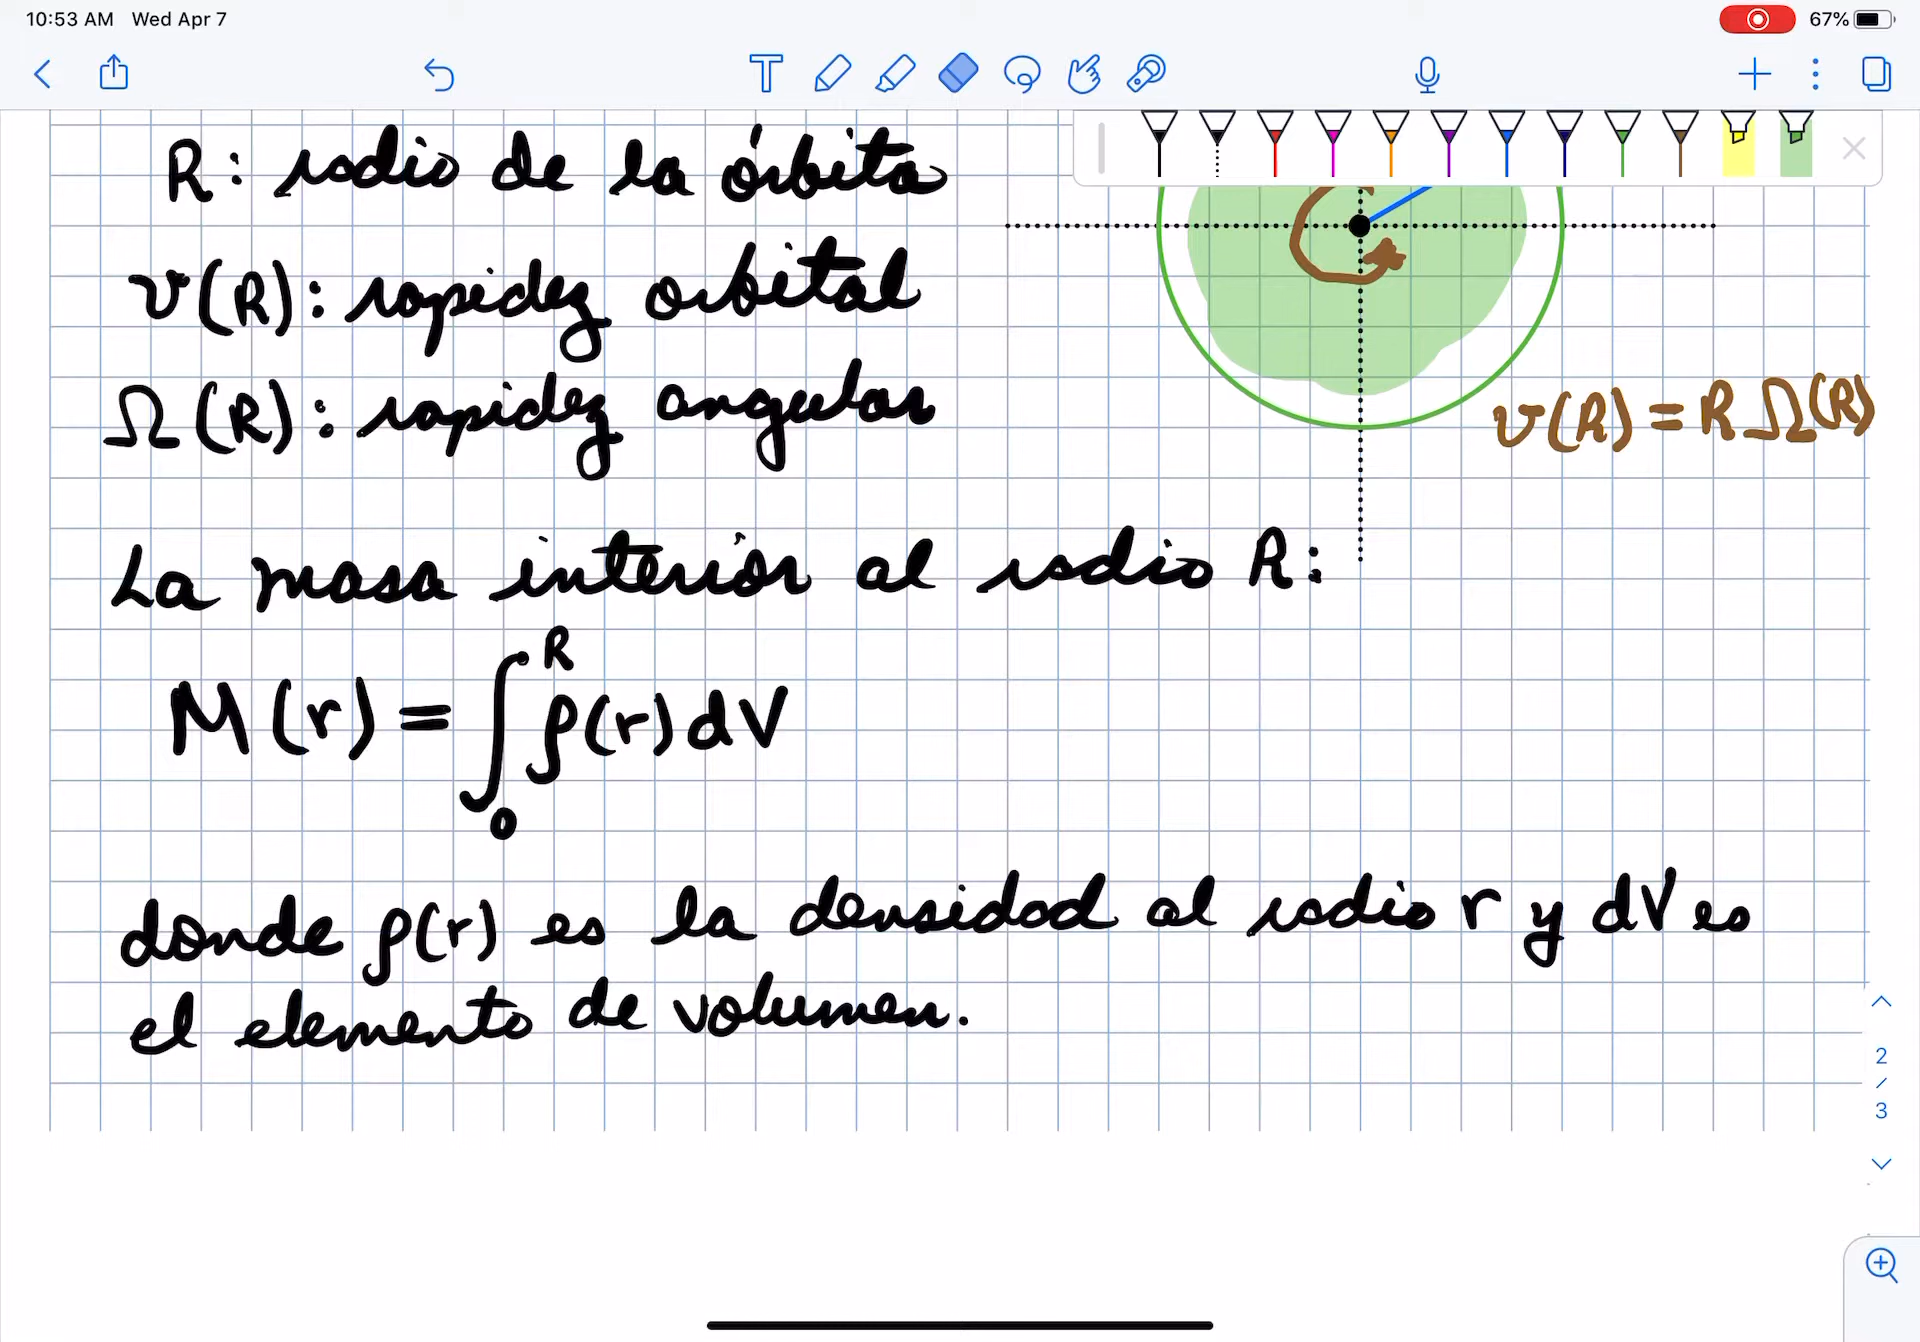 10:53 AM Wed Apr 7
67%
R: radio de la órbita
v(R): rapidez orbital
Ω(R): rapidez angular
v(R) = R Ω(R)
La masa interior al radio R:
M(r) = ∫₀ᴿ ρ(r) dV
donde ρ(r) es la densidad al radio r y dV es
el elemento de volumen.
2
/
3